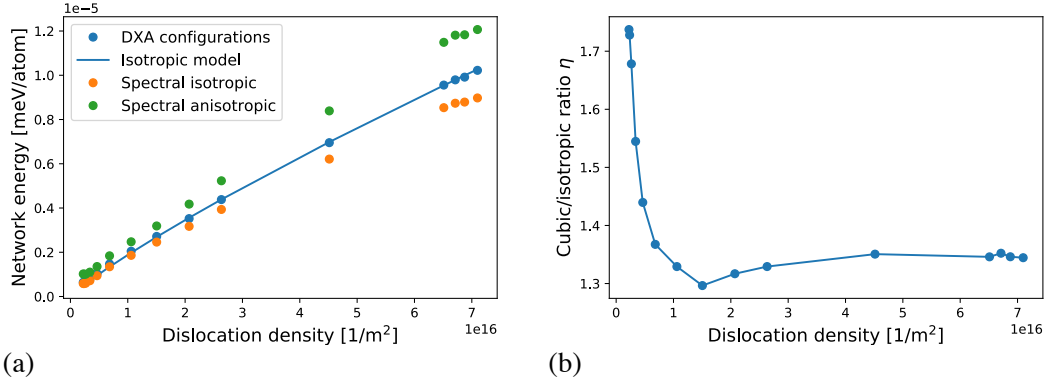 1e−5
1.2
1.0
0.8
0.6
0.4
0.2
0.0
Network energy [meV/atom]
DXA configurations
Isotropic model
Spectral isotropic
Spectral anisotropic
0 1 2 3 4 5 6 7
1e16
Dislocation density [1/m²]
(a)
1.7
1.6
1.5
1.4
1.3
Cubic/isotropic ratio η
0 1 2 3 4 5 6 7
1e16
Dislocation density [1/m²]
(b)